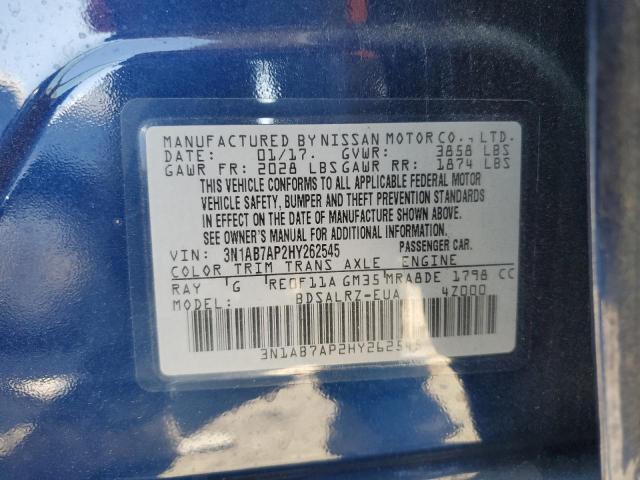 MANUFACTURED BY NISSAN MOTOR CO., LTD.
DATE: 01/17. GVWR: 3858 LBS
GAWR FR: 2028 LBS GAWR RR: 1874 LBS
THIS VEHICLE CONFORMS TO ALL APPLICABLE FEDERAL MOTOR
VEHICLE SAFETY, BUMPER AND THEFT PREVENTION STANDARDS
IN EFFECT ON THE DATE OF MANUFACTURE SHOWN ABOVE.
SEE OWNER'S MANUAL FOR ADDITIONAL INFORMATION.
VIN: 3N1AB7AP2HY262545 PASSENGER CAR.
COLOR TRIM TRANS AXLE ENGINE
RAY G RE0F11A GM35 MRA8DE 1798 CC
MODEL: BDSALRZ-EUA 4Z000
3N1AB7AP2HY262545